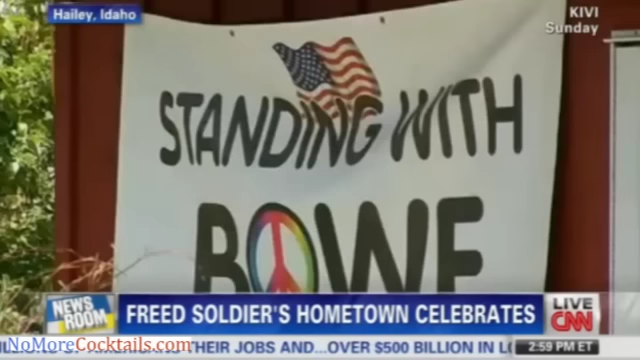 Hailey, Idaho
KIVI
Sunday
STANDING WITH
BOWE
NEWS
ROOM
FREED SOLDIER'S HOMETOWN CELEBRATES
LIVE
CNN
NoMoreCocktails.com
THEIR JOBS AND...OVER $500 BILLION IN
2:59 PM ET